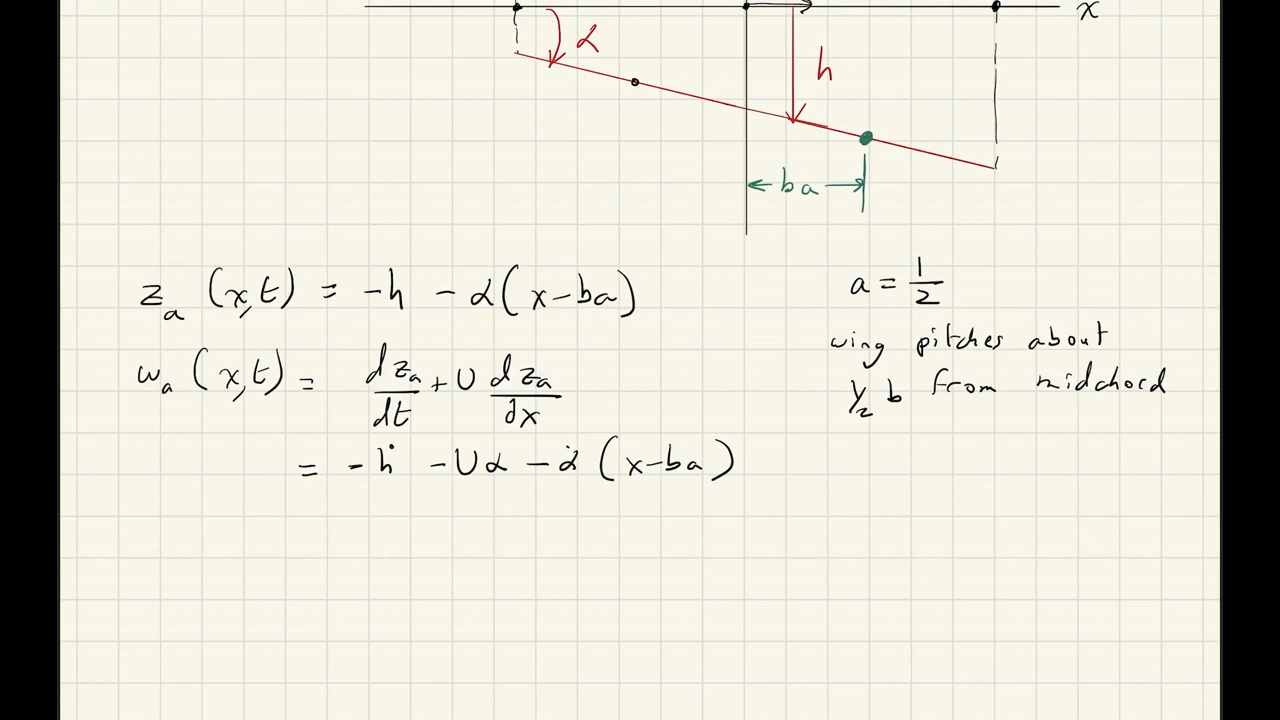 x
α
h
ba
z_a (x,t) = -h - α(x-ba)
a = 1/2
wing pitches about
1/2 b from midchord
w_a (x,t) = dz_a/dt + U dz_a/dx
= -ḣ - Uα - α̇ (x-ba)